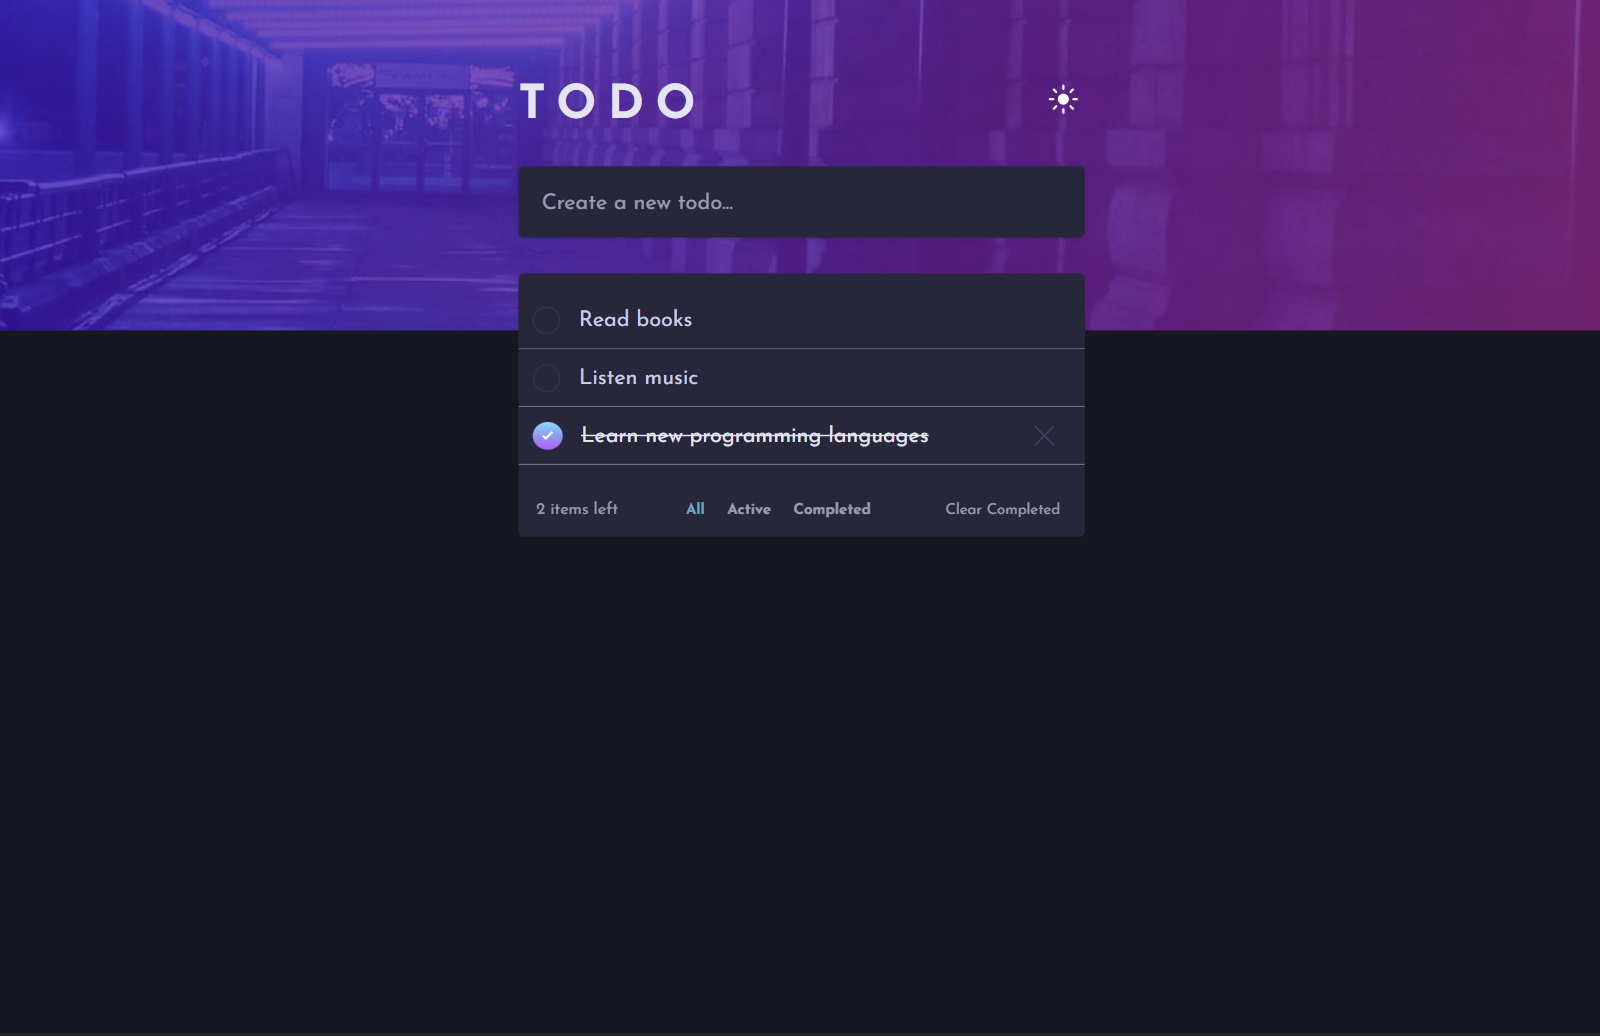 TODO
Create a new todo...
Read books
Listen music
Learn new programming languages
2 items left All Active Completed Clear Completed